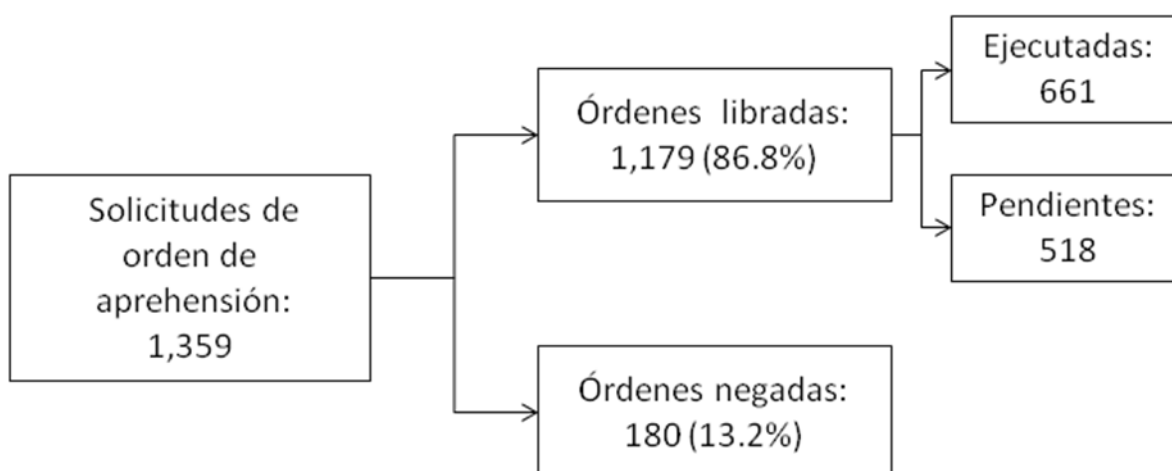 Solicitudes de
orden de
aprehensión:
1,359
Órdenes libradas:
1,179 (86.8%)
Ejecutadas:
661
Pendientes:
518
Órdenes negadas:
180 (13.2%)